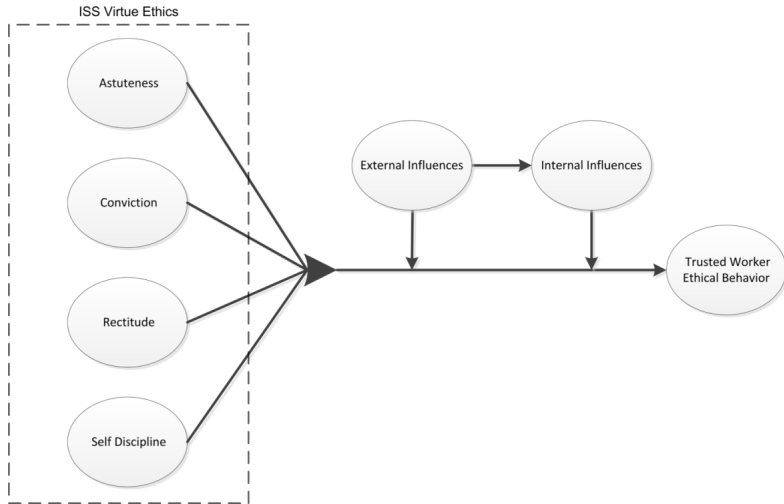 ISS Virtue Ethics
Astuteness
Conviction
Rectitude
Self Discipline
External Influences
Internal Influences
Trusted Worker
Ethical Behavior